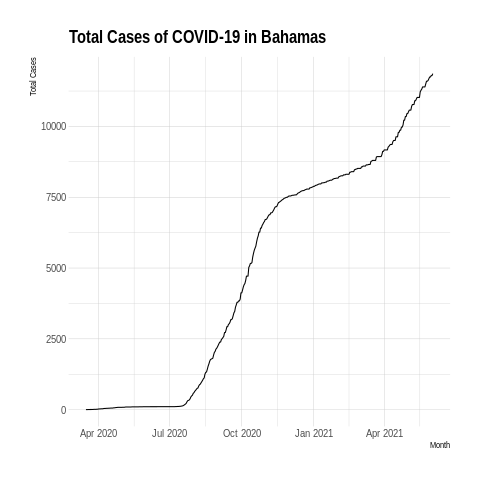 Total Cases of COVID-19 in Bahamas
Total Cases
10000
7500
5000
2500
0
Apr 2020 Jul 2020 Oct 2020 Jan 2021 Apr 2021
Month